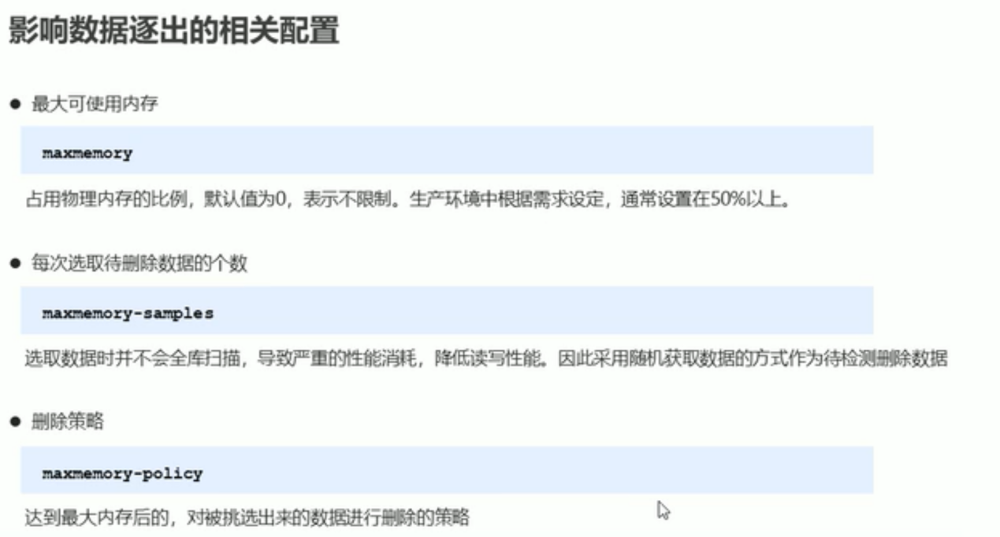 影响数据逐出的相关配置
● 最大可使用内存
maxmemory
占用物理内存的比例，默认值为0，表示不限制。生产环境中根据需求设定，通常设置在50%以上。
● 每次选取待删除数据的个数
maxmemory-samples
选取数据时并不会全库扫描，导致严重的性能消耗，降低读写性能。因此采用随机获取数据的方式作为待检测删除数据
● 删除策略
maxmemory-policy
达到最大内存后的，对被挑选出来的数据进行删除的策略